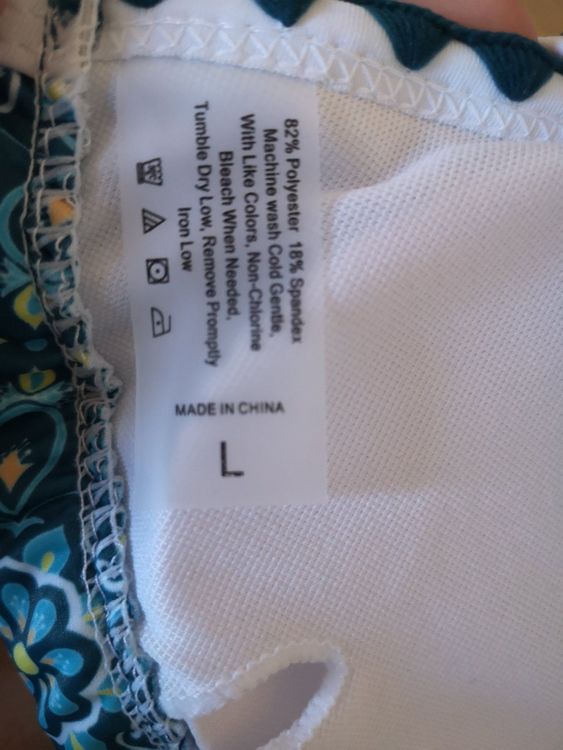 82% Polyester 18% Spandex
Machine wash Cold Gentle,
With Like Colors, Non-Chlorine
Bleach When Needed,
Tumble Dry Low, Remove Promptly
Iron Low
MADE IN CHINA
L